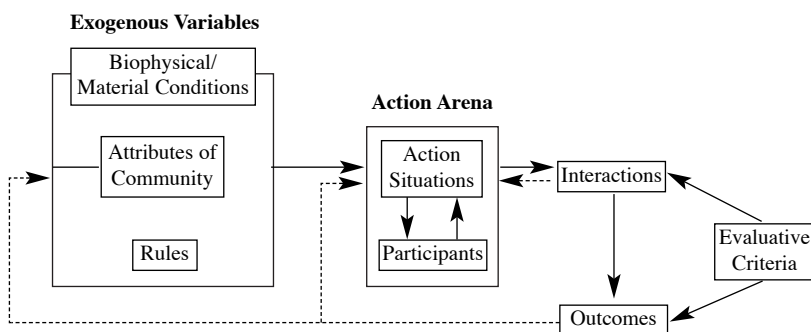 Exogenous Variables
Biophysical/
Material Conditions
Attributes of
Community
Rules
Action Arena
Action
Situations
Participants
Interactions
Outcomes
Evaluative
Criteria